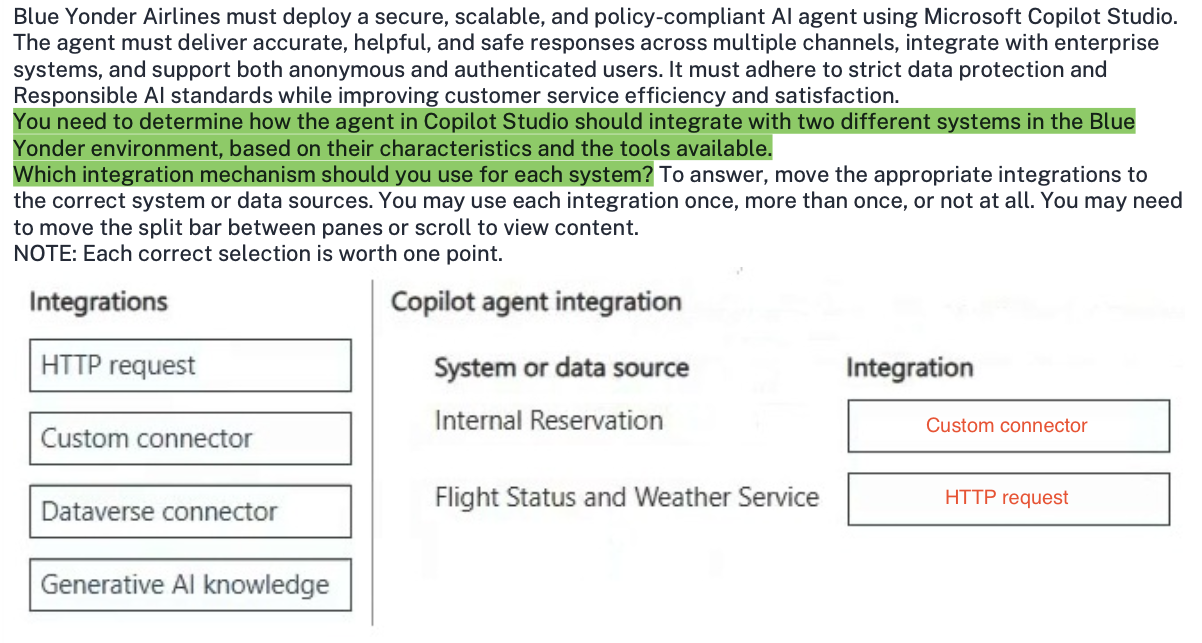 Blue Yonder Airlines must deploy a secure, scalable, and policy-compliant AI agent using Microsoft Copilot Studio.
The agent must deliver accurate, helpful, and safe responses across multiple channels, integrate with enterprise
systems, and support both anonymous and authenticated users. It must adhere to strict data protection and
Responsible AI standards while improving customer service efficiency and satisfaction.
You need to determine how the agent in Copilot Studio should integrate with two different systems in the Blue
Yonder environment, based on their characteristics and the tools available.
Which integration mechanism should you use for each system? To answer, move the appropriate integrations to
the correct system or data sources. You may use each integration once, more than once, or not at all. You may need
to move the split bar between panes or scroll to view content.
NOTE: Each correct selection is worth one point.
Integrations
HTTP request
Custom connector
Dataverse connector
Generative AI knowledge
Copilot agent integration
System or data source Integration
Internal Reservation Custom connector
Flight Status and Weather Service HTTP request